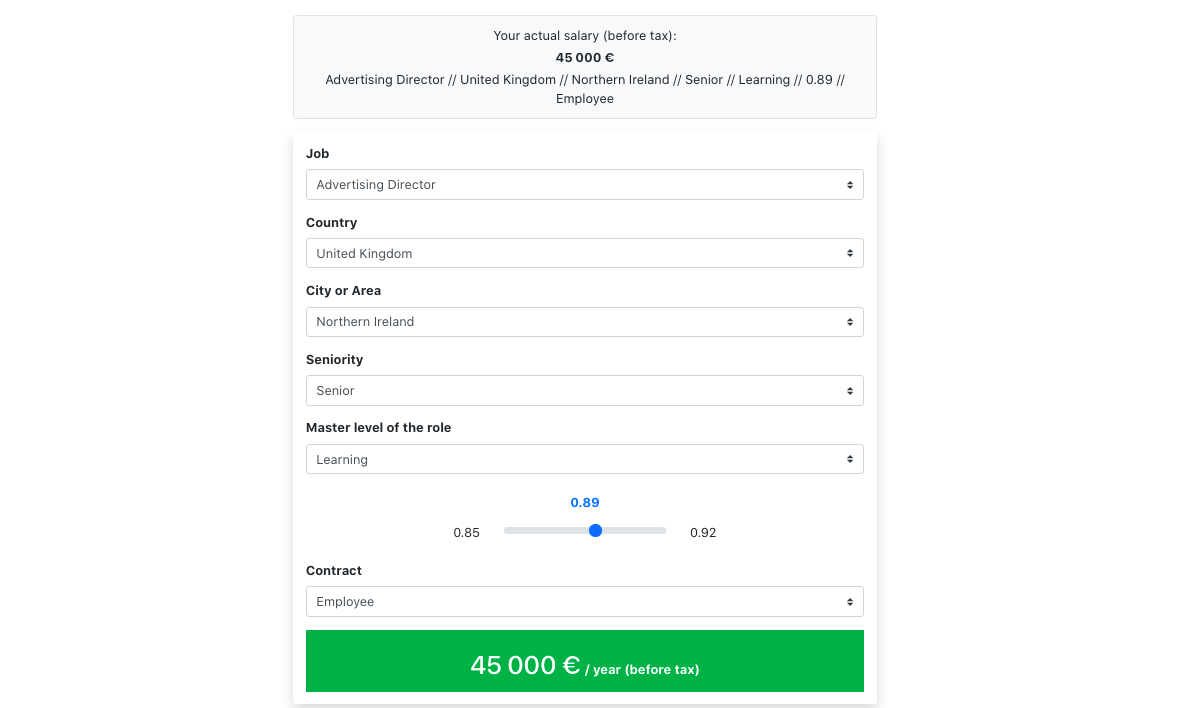 Your actual salary (before tax):
45 000 €
Advertising Director // United Kingdom // Northern Ireland // Senior // Learning // 0.89 //
Employee
Job
Advertising Director
Country
United Kingdom
City or Area
Northern Ireland
Seniority
Senior
Master level of the role
Learning
0.89
0.85 0.92
Contract
Employee
45 000 € / year (before tax)